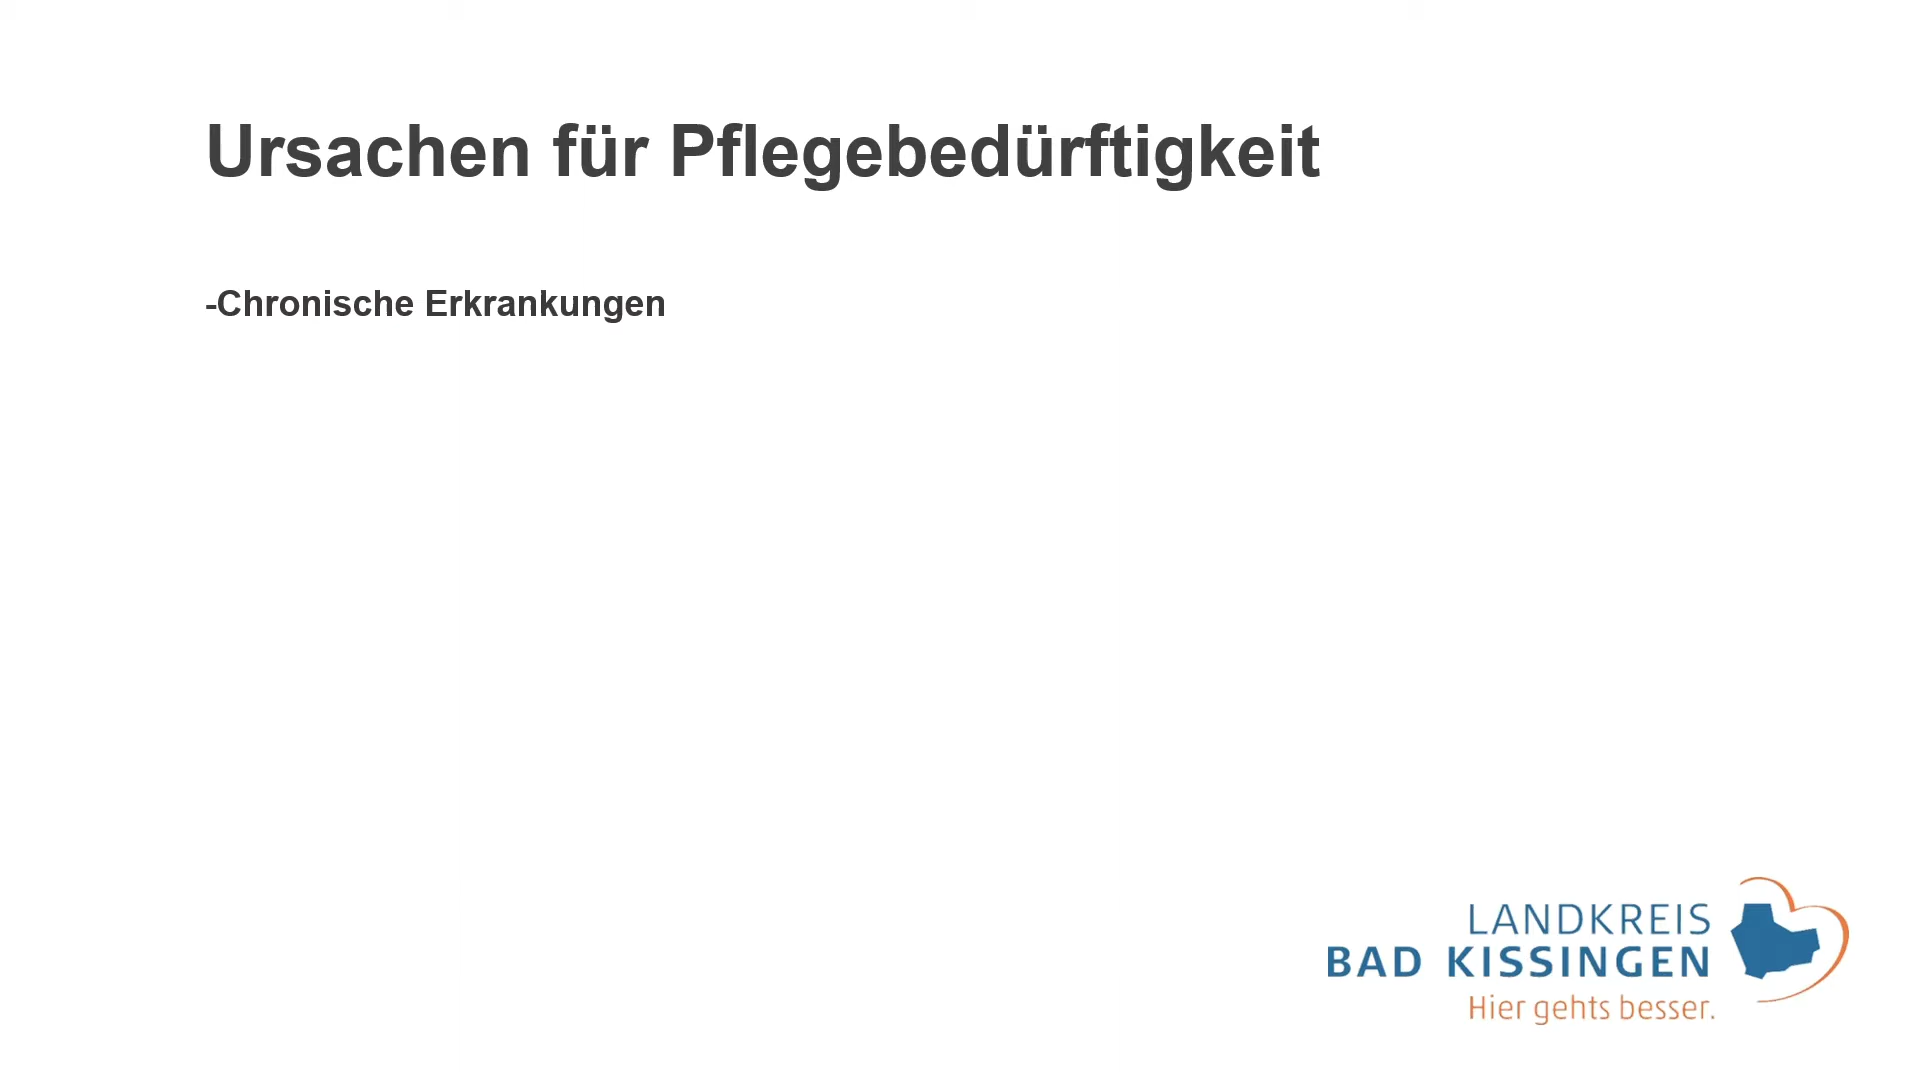 Ursachen für Pflegebedürftigkeit
-Chronische Erkrankungen
LANDKREIS
BAD KISSINGEN
Hier gehts besser.